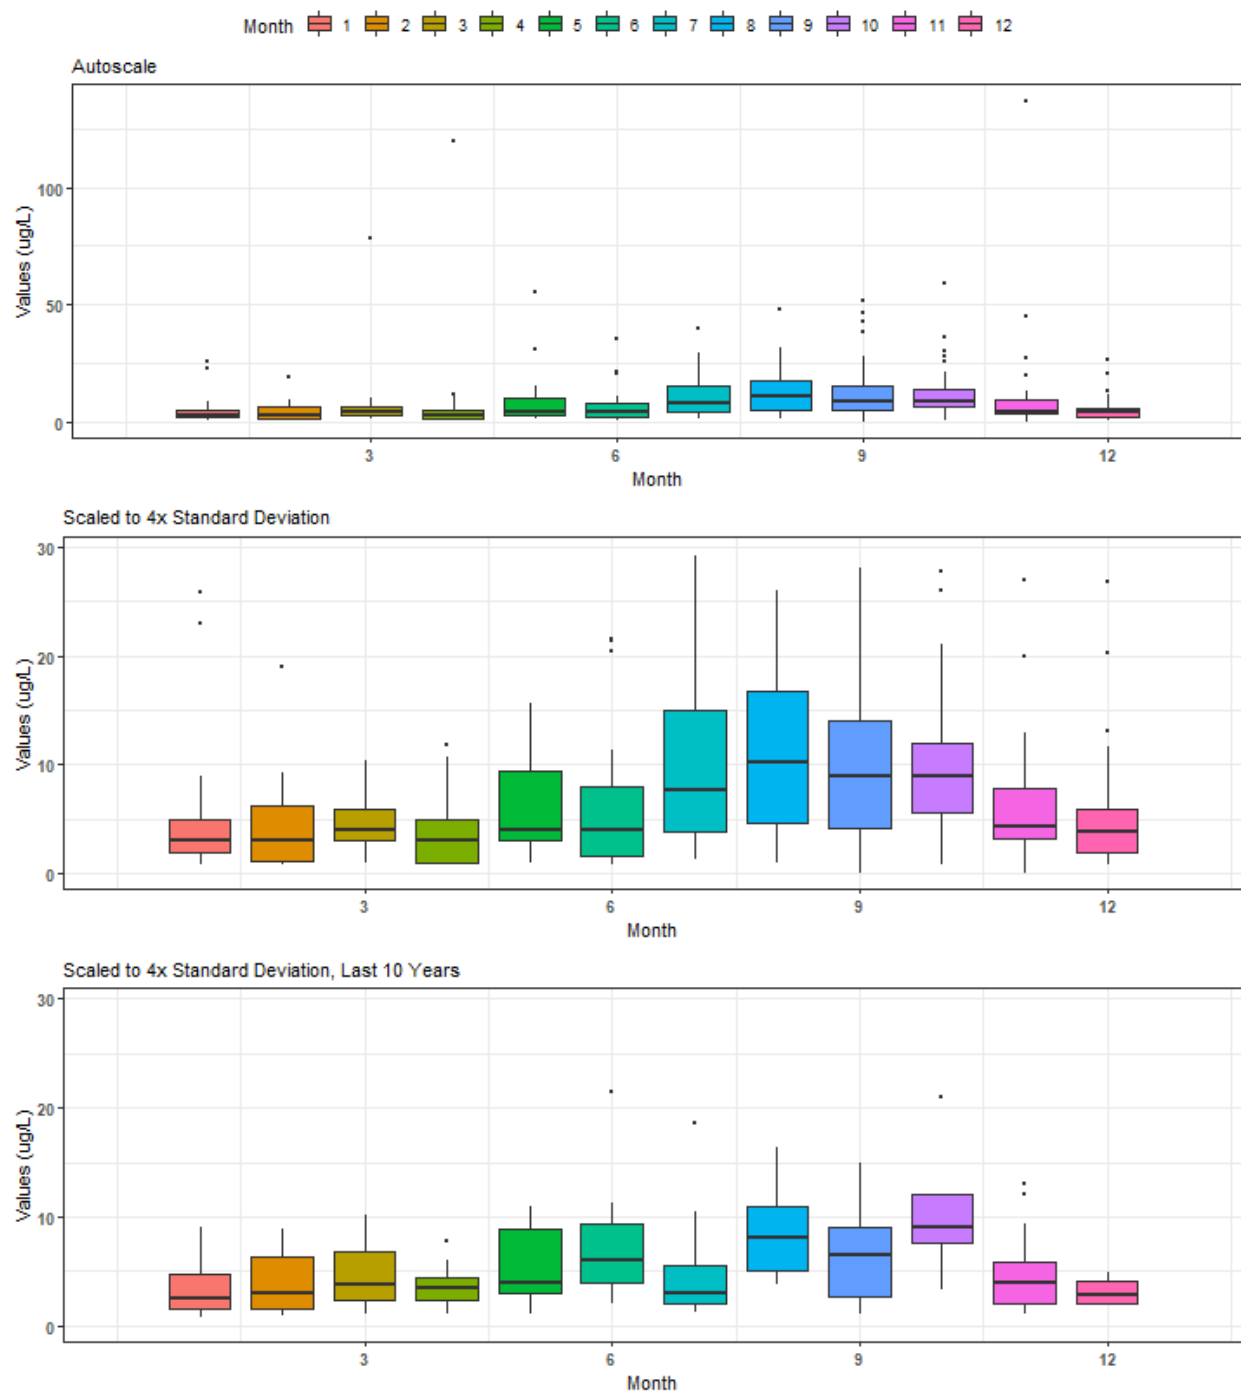 Month 1 2 3 4 5 6 7 8 9 10 11 12
Autoscale
Values (ug/L)
100
50
0
3 6 9 12
Month
Scaled to 4x Standard Deviation
Values (ug/L)
30
20
10
0
3 6 9 12
Month
Scaled to 4x Standard Deviation, Last 10 Years
Values (ug/L)
30
20
10
0
3 6 9 12
Month